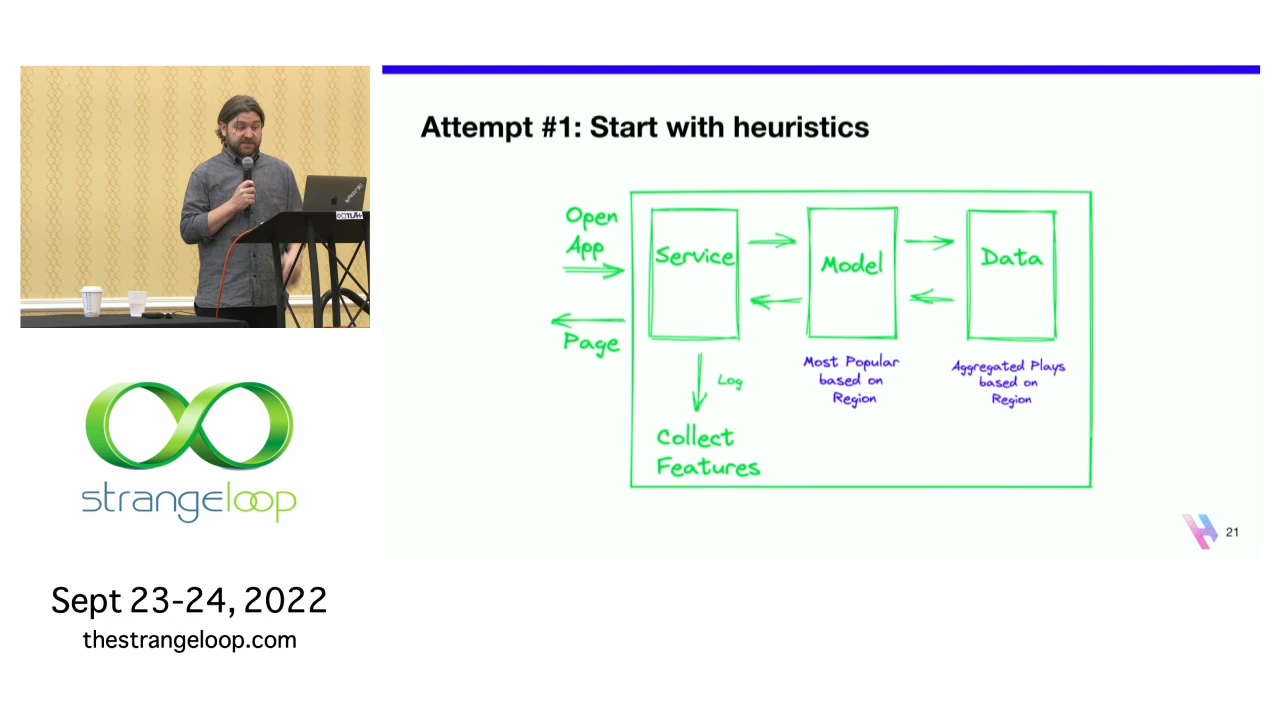 Attempt #1: Start with heuristics
Open
App
Page
Service
Model
Data
Log
Collect
Features
Most Popular
based on
Region
Aggregated Plays
based on
Region
21
strangeloop
Sept 23-24, 2022
thestrangeloop.com